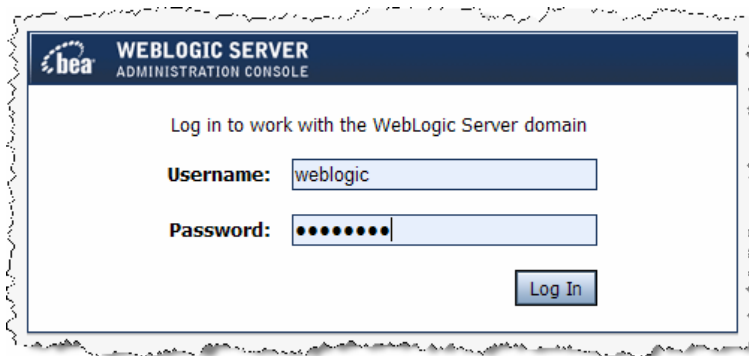 bea
WEBLOGIC SERVER
ADMINISTRATION CONSOLE
Log in to work with the WebLogic Server domain
Username: weblogic
Password: ●●●●●●●●
Log In